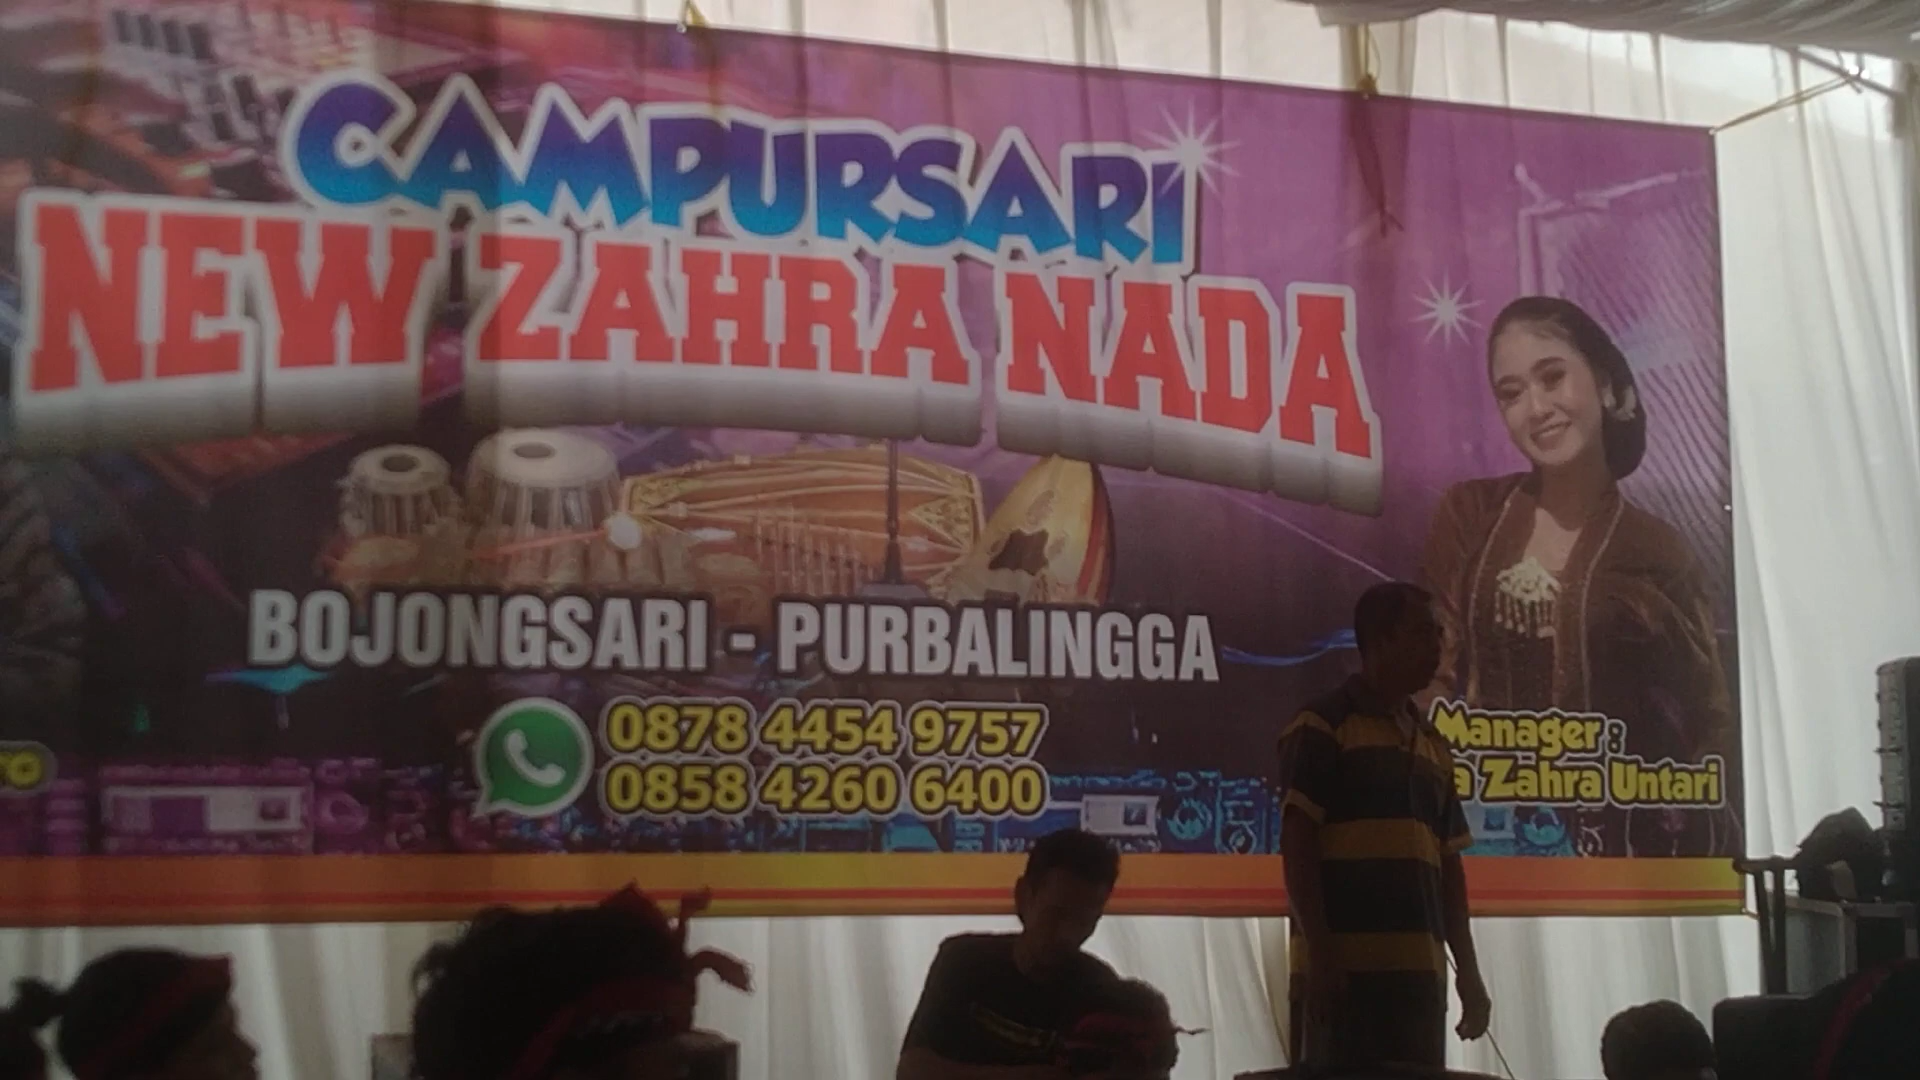 CAMPURSARI
NEW ZAHRA NADA
BOJONGSARI - PURBALINGGA
0878 4454 9757
0858 4260 6400
Manager :
Zahra Untari